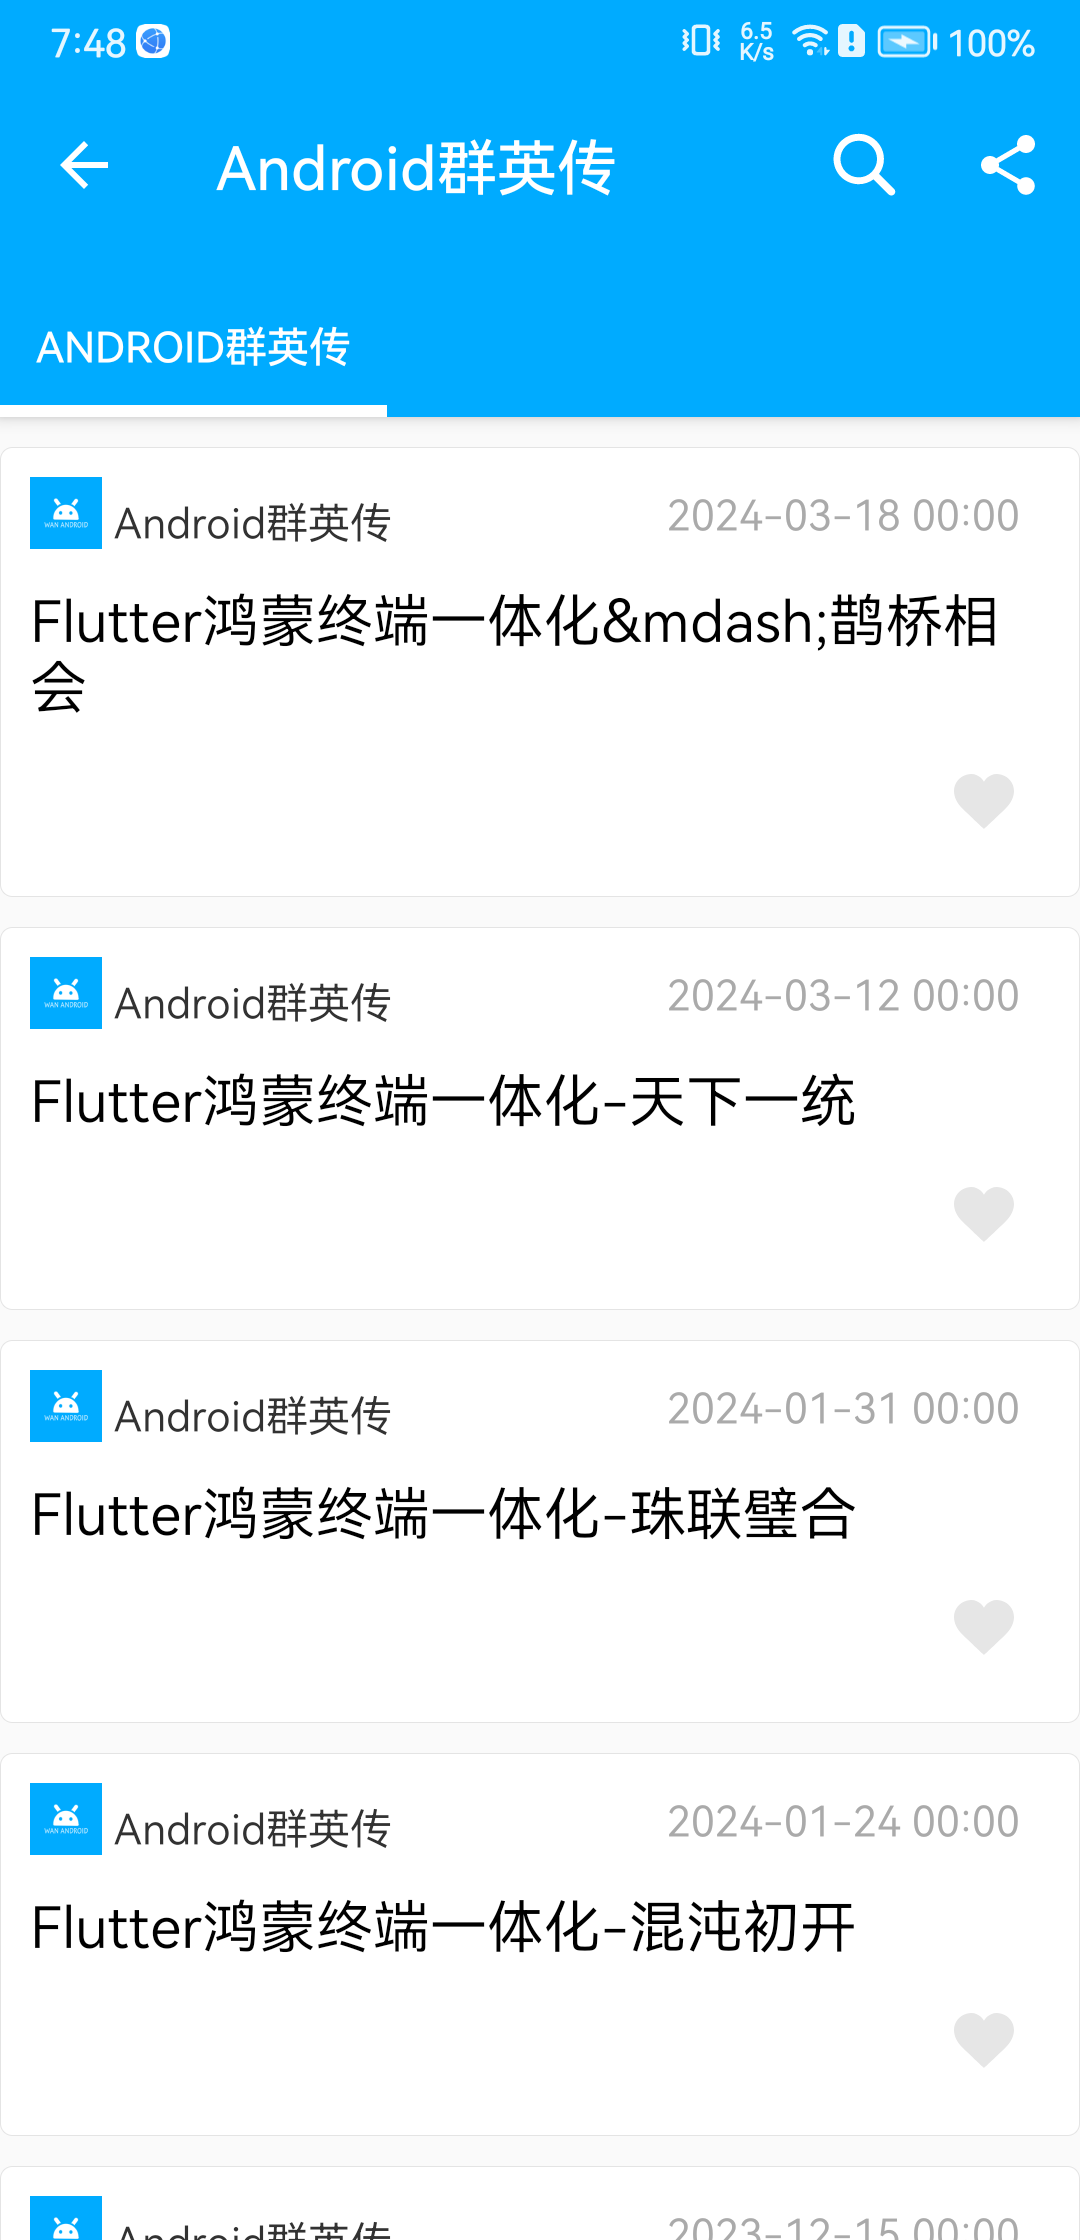 7:48
6.5
K/s
100%
Android群英传
ANDROID群英传
WAN ANDROID
Android群英传
2024-03-18 00:00
Flutter鸿蒙终端一体化&mdash;鹊桥相
会
WAN ANDROID
Android群英传
2024-03-12 00:00
Flutter鸿蒙终端一体化-天下一统
WAN ANDROID
Android群英传
2024-01-31 00:00
Flutter鸿蒙终端一体化-珠联璧合
WAN ANDROID
Android群英传
2024-01-24 00:00
Flutter鸿蒙终端一体化-混沌初开
Android群英传
2023-12-15 00:00